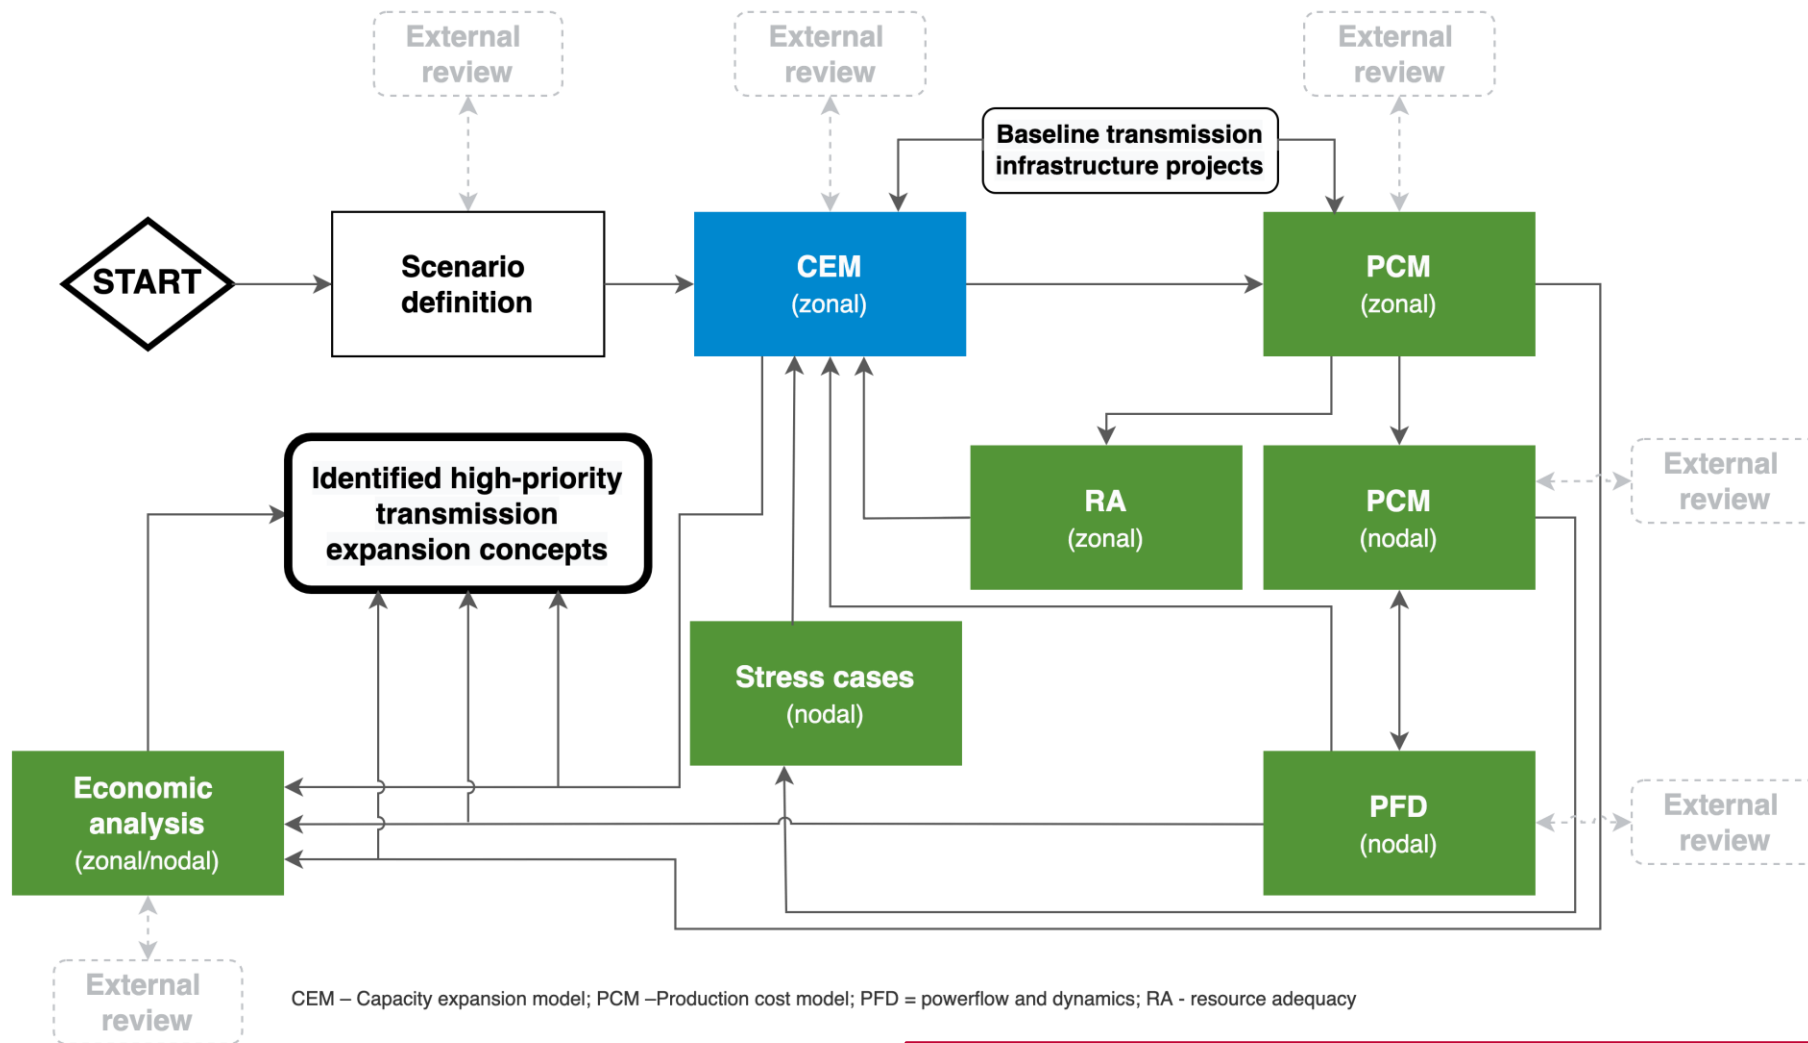 External
review
External
review
External
review
Baseline transmission
infrastructure projects
START
Scenario
definition
CEM
(zonal)
PCM
(zonal)
Identified high-priority
transmission
expansion concepts
RA
(zonal)
PCM
(nodal)
External
review
Stress cases
(nodal)
Economic
analysis
(zonal/nodal)
PFD
(nodal)
External
review
External
review
CEM – Capacity expansion model; PCM –Production cost model; PFD = powerflow and dynamics; RA - resource adequacy